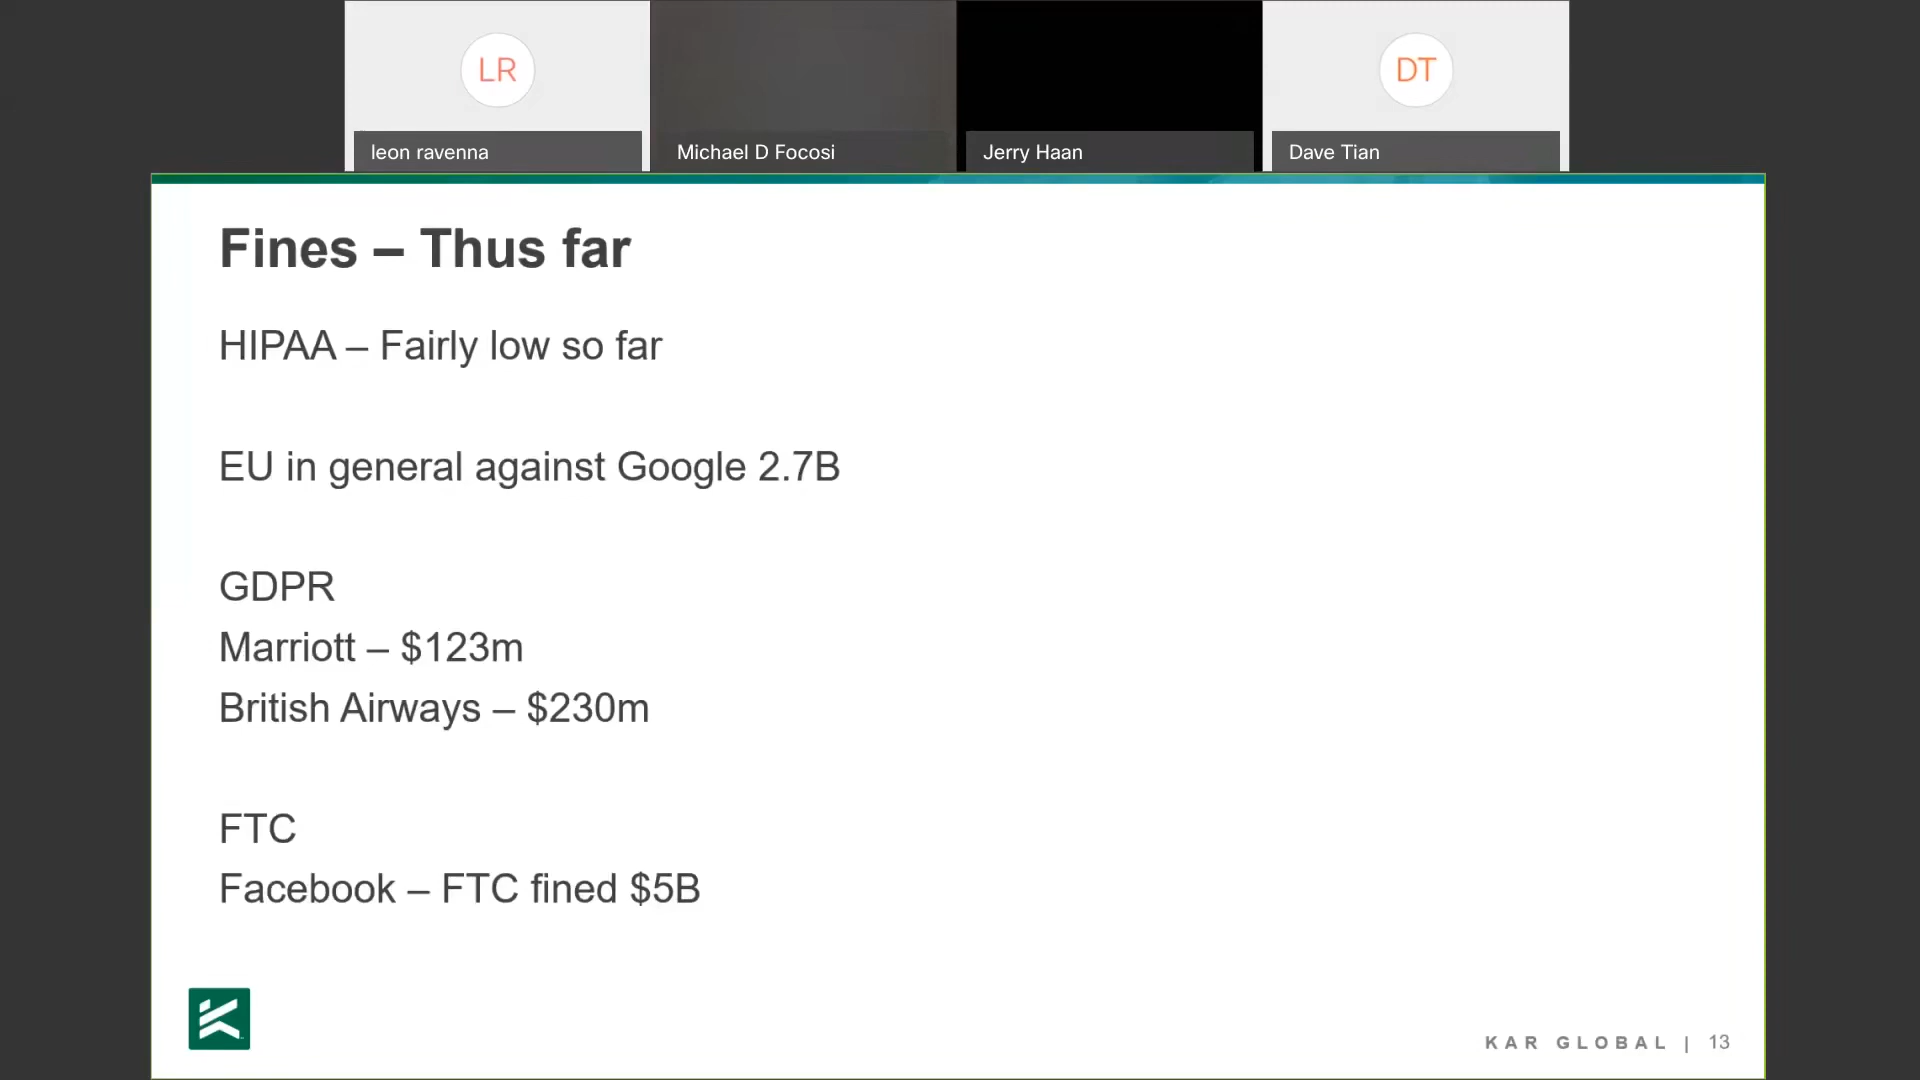 LR
DT
leon ravenna
Michael D Focosi
Jerry Haan
Dave Tian
Fines – Thus far
HIPAA – Fairly low so far
EU in general against Google 2.7B
GDPR
Marriott – $123m
British Airways – $230m
FTC
Facebook – FTC fined $5B
KAR GLOBAL | 13